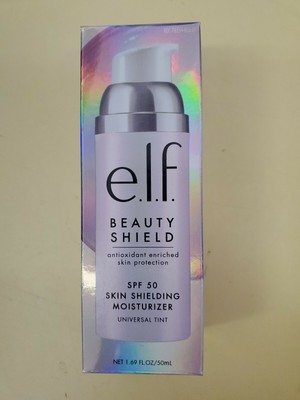 e.l.f.
BEAUTY
SHIELD
antioxidant enriched
skin protection
SPF 50
SKIN SHIELDING
MOISTURIZER
UNIVERSAL TINT
NET 1.69 FL.OZ/50mL